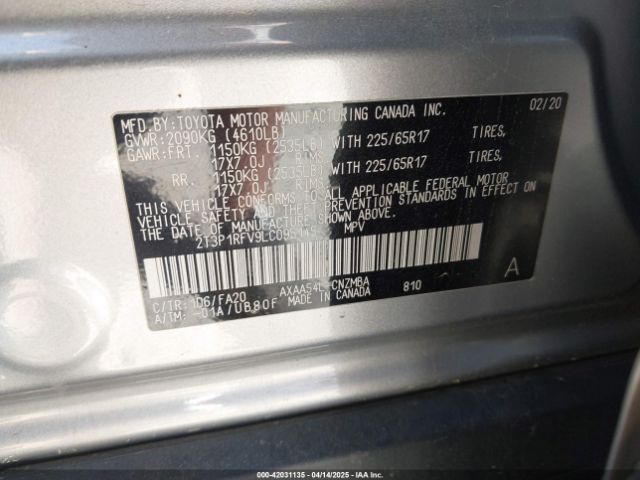 MFD.BY:TOYOTA MOTOR MANUFACTURING CANADA INC. 02/20
GVWR:2090KG (4610LB)
GAWR:FRT. 1150KG (2535LB) WITH 225/65R17 TIRES,
17X7.0J RIMS
RR. 1150KG (2535LB) WITH 225/65R17 TIRES,
17X7.0J RIMS
THIS VEHICLE CONFORMS TO ALL APPLICABLE FEDERAL MOTOR
VEHICLE SAFETY AND THEFT PREVENTION STANDARDS IN EFFECT ON
THE DATE OF MANUFACTURE SHOWN ABOVE.
MPV
C/TR: 1D6/FA20 CNZMBA 810 A
A/TM: -01A/UB80F MADE IN CANADA
000-42031135 - 04/14/2025 - IAAI.COM